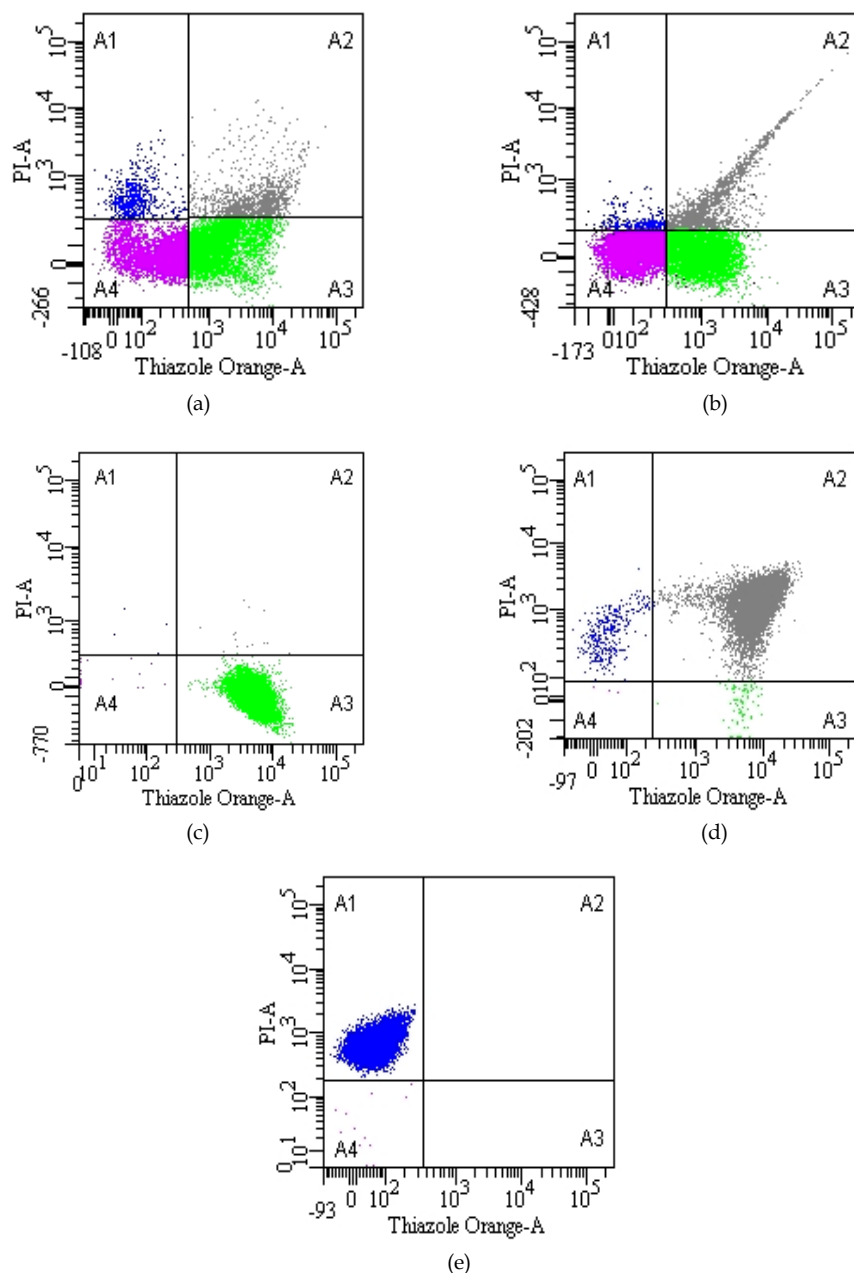 A1 A2
10^5
10^4
10^3
0
-266
PI-A
A4 A3
-108 10^2 10^3 10^4 10^5
Thiazole Orange-A
(a)
A1 A2
10^5
10^4
10^3
0
-428
PI-A
A4 A3
-173 0 10^2 10^3 10^4 10^5
Thiazole Orange-A
(b)
A1 A2
10^5
10^4
10^3
0
-770
PI-A
A4 A3
0 10^1 10^2 10^3 10^4 10^5
Thiazole Orange-A
(c)
A1 A2
10^5
10^4
10^3
10^2
0
-202
PI-A
A4 A3
-97 0 10^2 10^3 10^4 10^5
Thiazole Orange-A
(d)
A1 A2
10^5
10^4
10^3
10^2
10^1
0
PI-A
A4 A3
-93 0 10^2 10^3 10^4 10^5
Thiazole Orange-A
(e)